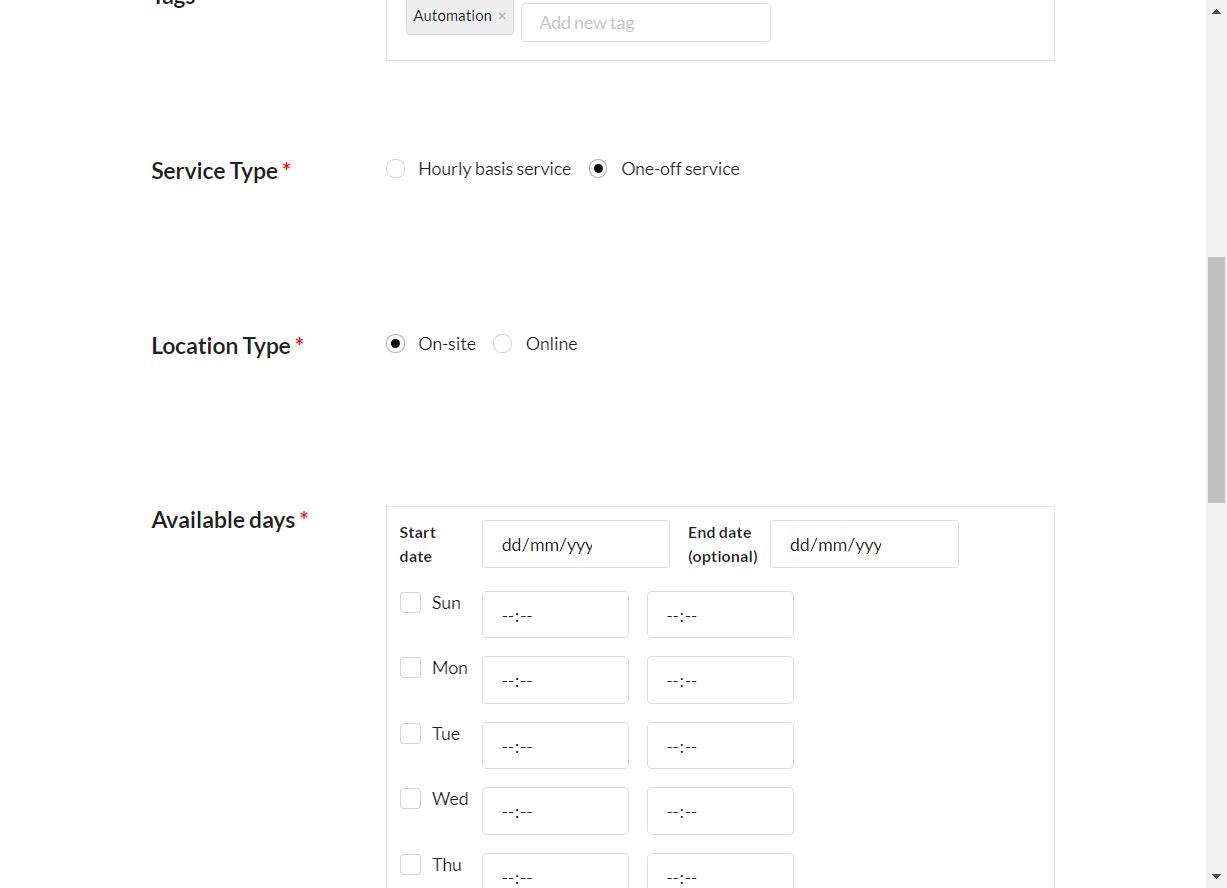 Tags
Automation ×
Add new tag
Service Type *
Hourly basis service
One-off service
Location Type *
On-site
Online
Available days *
Start date
dd/mm/yyy
End date (optional)
dd/mm/yyy
Sun
--:-- --:--
Mon
--:-- --:--
Tue
--:-- --:--
Wed
--:-- --:--
Thu
--:-- --:--